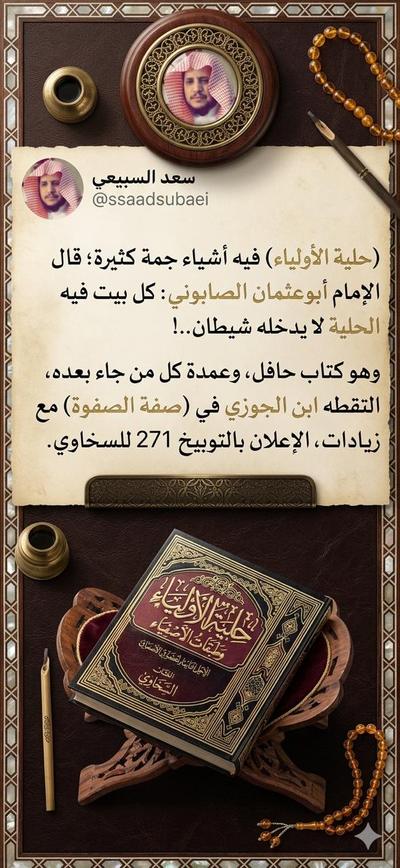 سعد السبيعي
@ssaadsubaei
(حلية الأولياء) فيه أشياء جمة كثيرة؛ قال
الإمام أبوعثمان الصابوني: كل بيت فيه
الحلية لا يدخله شيطان..!
وهو كتاب حافل، وعمدة كل من جاء بعده،
التقطه ابن الجوزي في (صفة الصفوة) مع
زيادات، الإعلان بالتوبيخ 271 للسخاوي.
حلية الأولياء
وطبقات الأصفياء
السخاوي